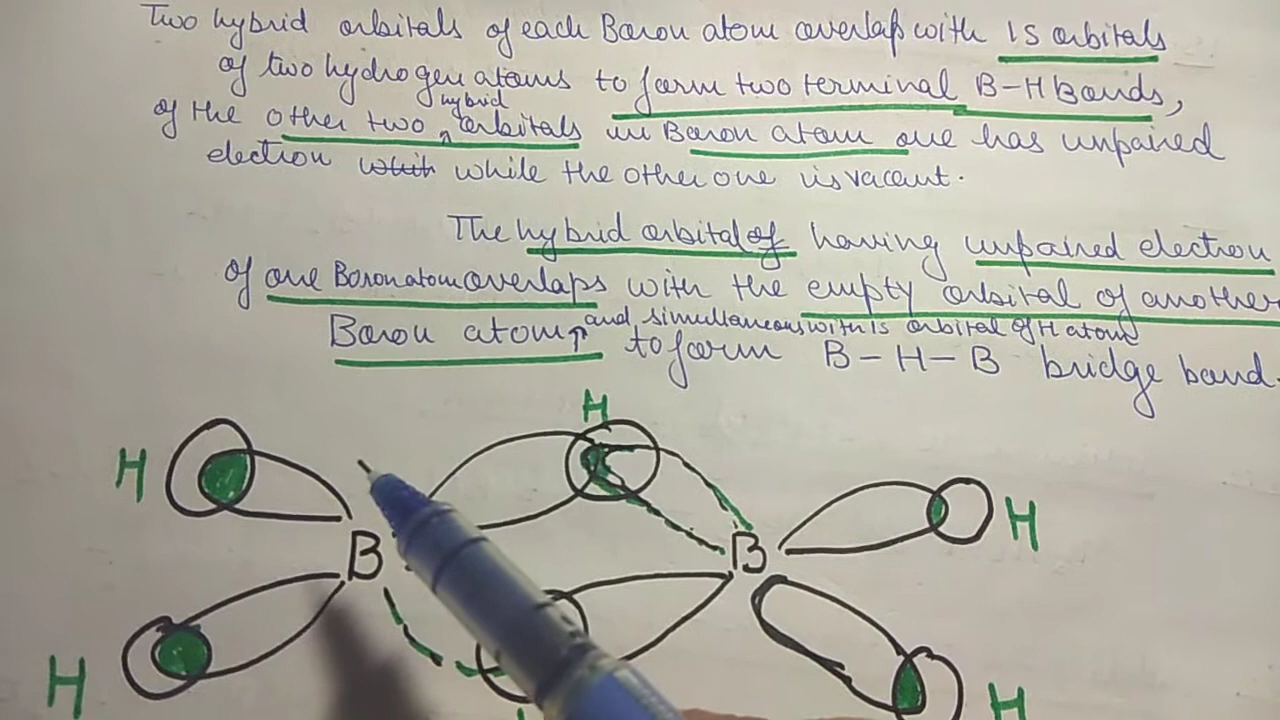 Two hybrid orbitals of each Boron atom overlap with 1s orbitals
of two hydrogen atoms to form two terminal B-H Bonds,
of the other two hybrid orbitals in Boron atom one has unpaired
electron while the other one is vacant.
The hybrid orbital of having unpaired electron
of one Boron atom overlaps with the empty orbital of another
Boron atom, and simultaneous with 1s orbital of H atom
to form B-H-B bridge bond.
H
H
B
B
H
H
H